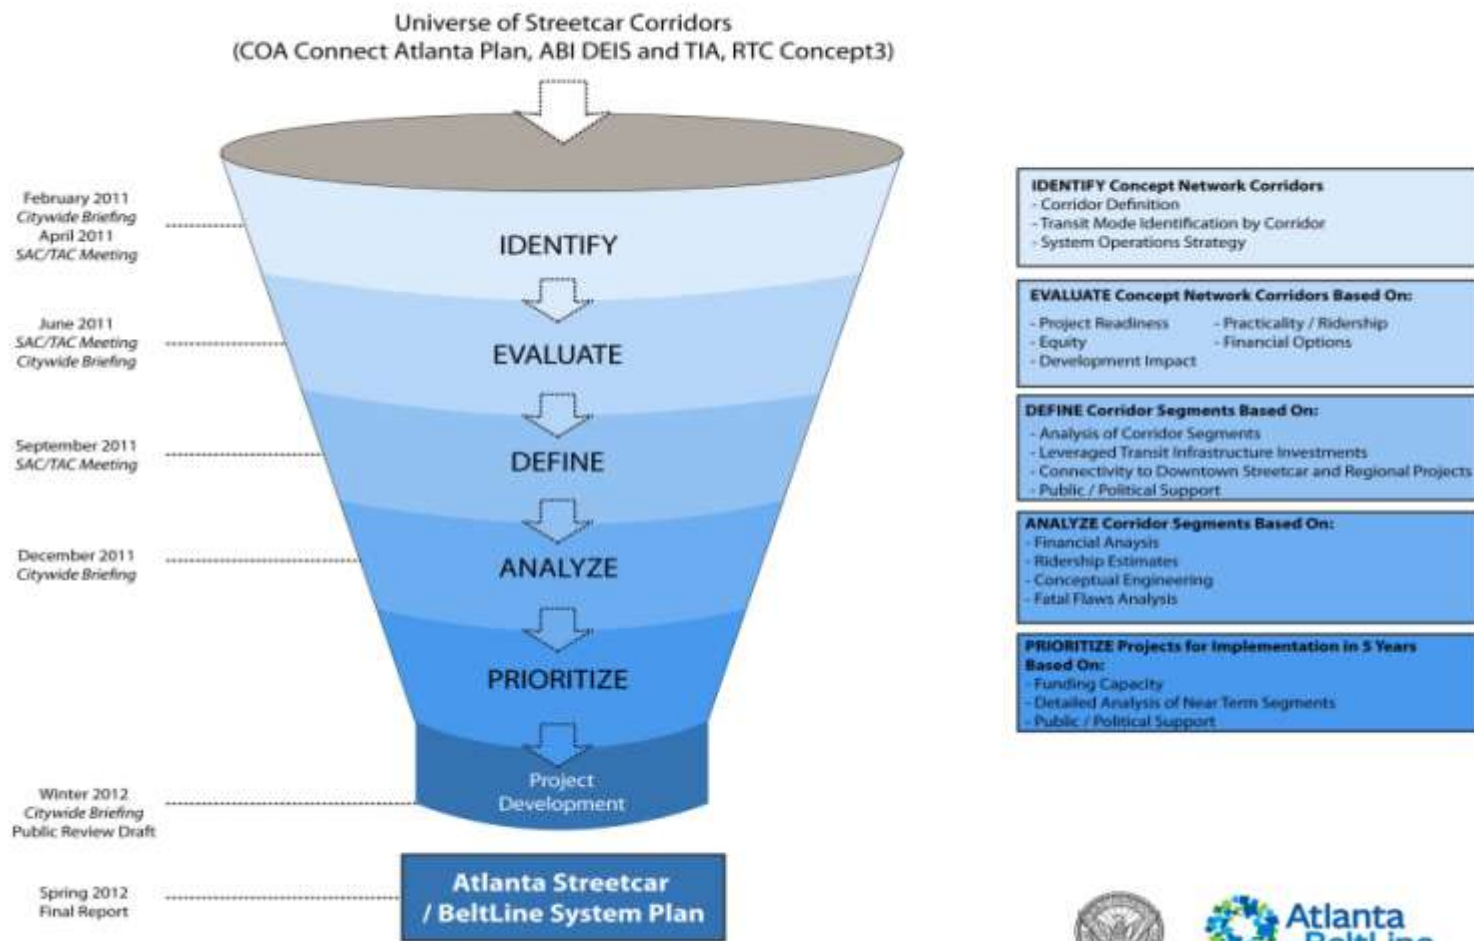 Universe of Streetcar Corridors
(COA Connect Atlanta Plan, ABI DEIS and TIA, RTC Concept3)
February 2011
Citywide Briefing
April 2011
SAC/TAC Meeting
June 2011
SAC/TAC Meeting
Citywide Briefing
September 2011
SAC/TAC Meeting
December 2011
Citywide Briefing
Winter 2012
Citywide Briefing
Public Review Draft
Spring 2012
Final Report
IDENTIFY
EVALUATE
DEFINE
ANALYZE
PRIORITIZE
Project
Development
Atlanta Streetcar
/ BeltLine System Plan
IDENTIFY Concept Network Corridors
- Corridor Definition
- Transit Mode Identification by Corridor
- System Operations Strategy
EVALUATE Concept Network Corridors Based On:
- Project Readiness - Practicality / Ridership
- Equity - Financial Options
- Development Impact
DEFINE Corridor Segments Based On:
- Analysis of Corridor Segments
- Leveraged Transit Infrastructure Investments
- Connectivity to Downtown Streetcar and Regional Projects
- Public / Political Support
ANALYZE Corridor Segments Based On:
- Financial Anaysis
- Ridership Estimates
- Conceptual Engineering
- Fatal Flaws Analysis
PRIORITIZE Projects for Implementation in 5 Years
Based On:
- Funding Capacity
- Detailed Analysis of Near Term Segments
- Public / Political Support
Atlanta
BeltLine